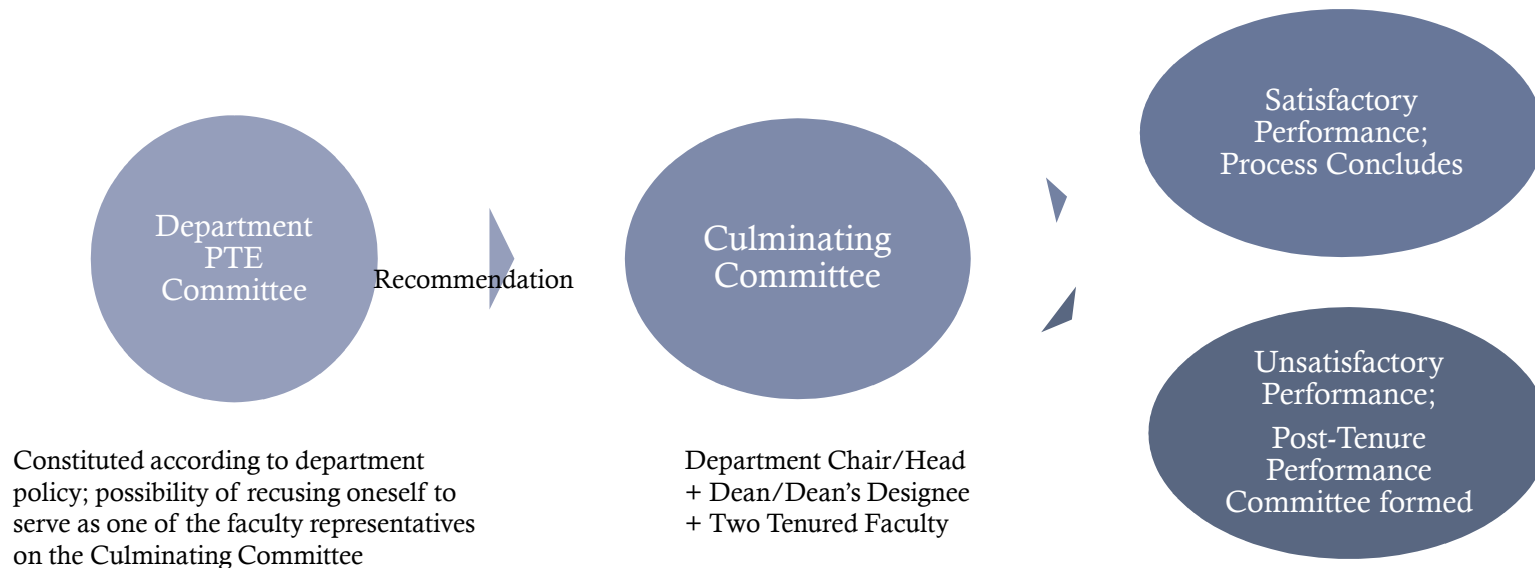 Department
PTE
Committee
Recommendation
Constituted according to department
policy; possibility of recusing oneself to
serve as one of the faculty representatives
on the Culminating Committee
Culminating
Committee
Department Chair/Head
+ Dean/Dean’s Designee
+ Two Tenured Faculty
Satisfactory
Performance;
Process Concludes
Unsatisfactory
Performance;
Post-Tenure
Performance
Committee formed